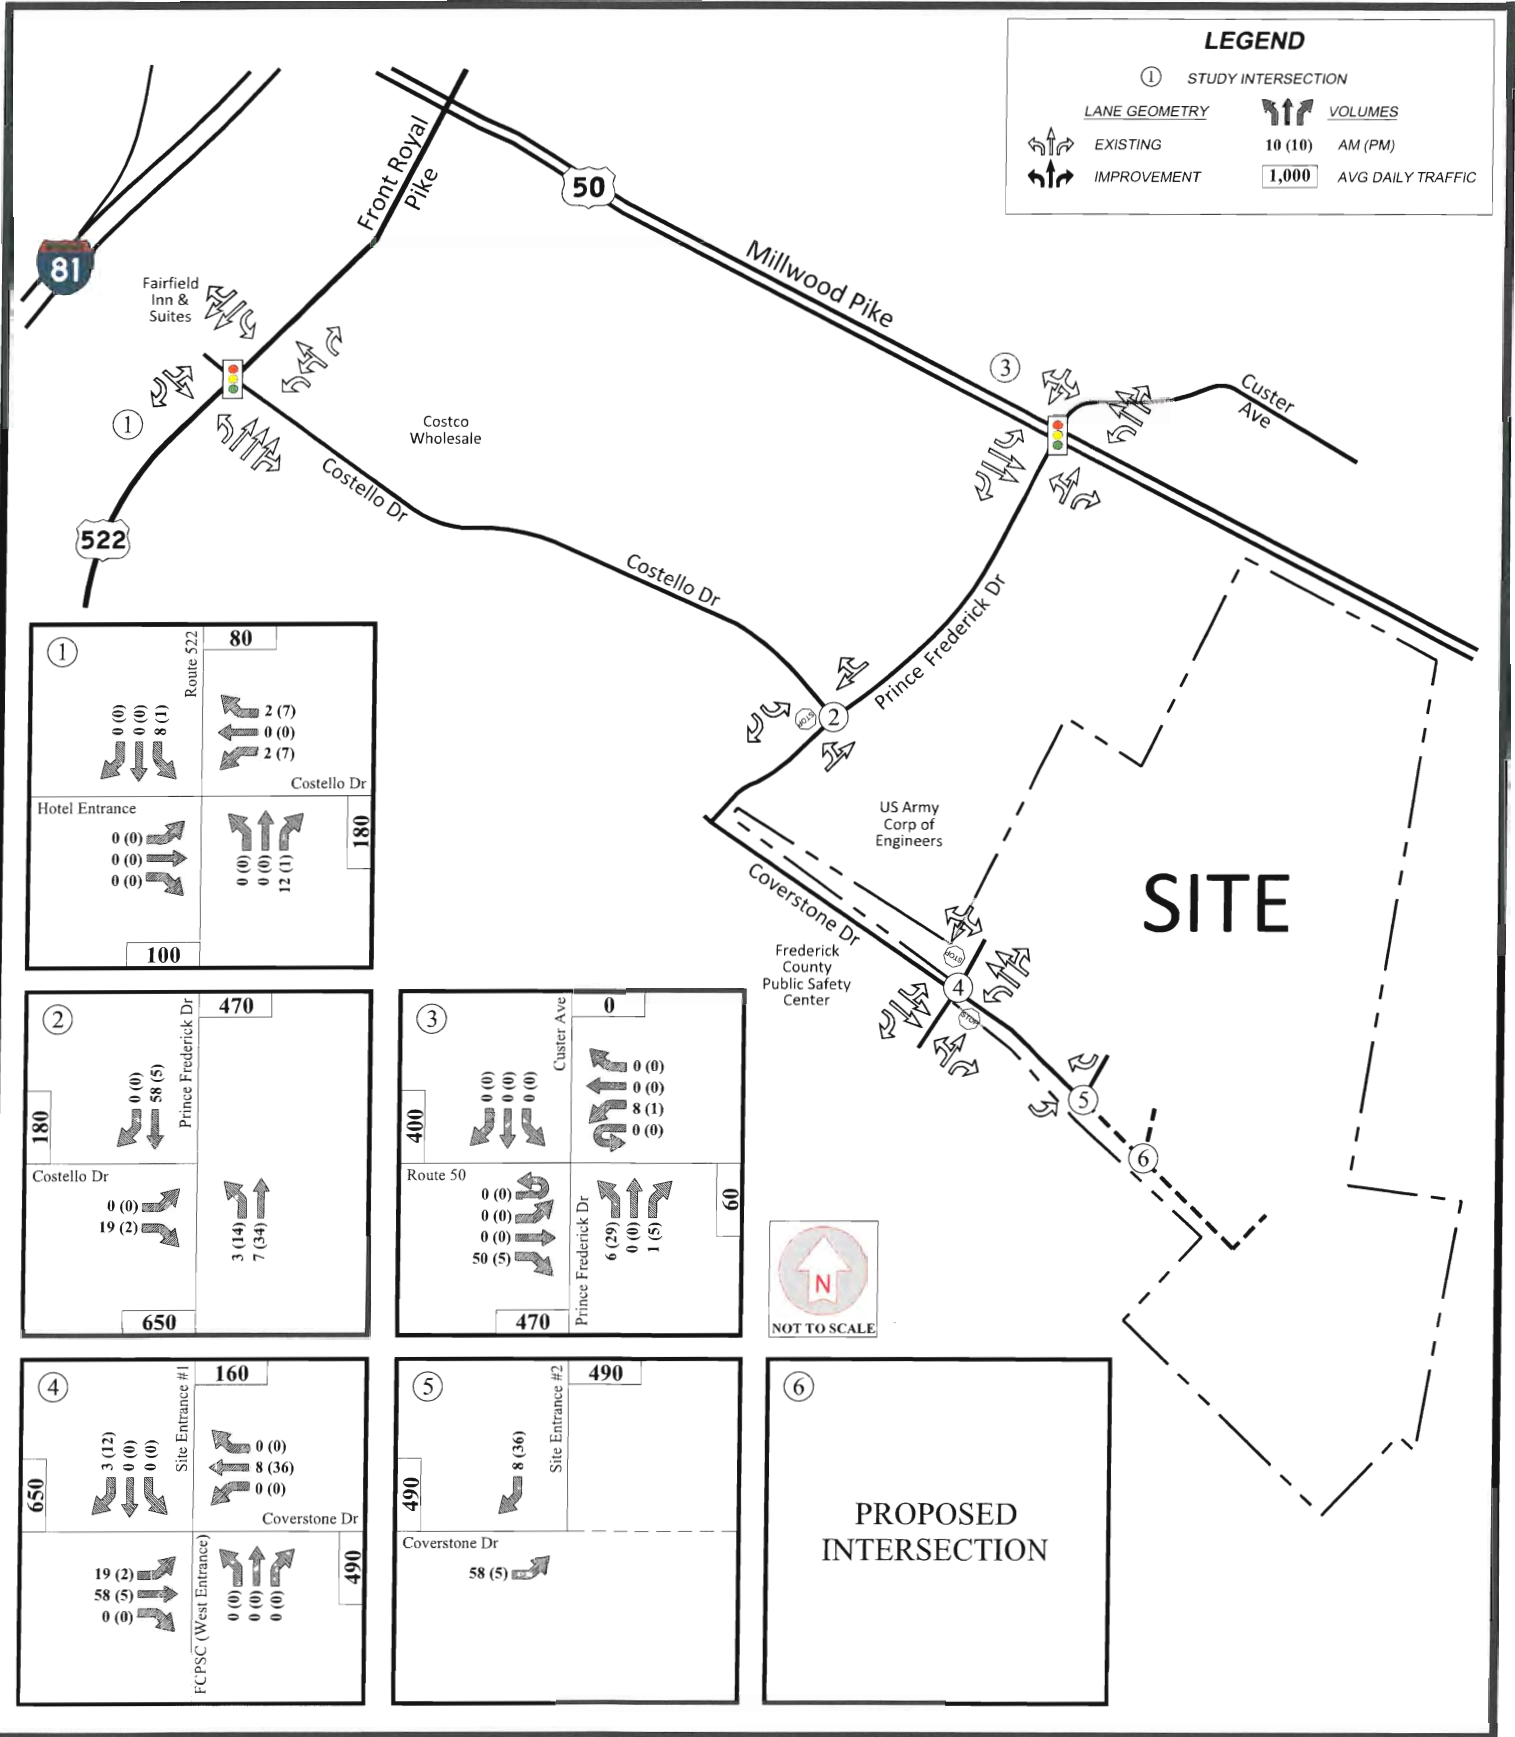 LEGEND
1 STUDY INTERSECTION
LANE GEOMETRY VOLUMES
EXISTING 10 (10) AM (PM)
IMPROVEMENT 1,000 AVG DAILY TRAFFIC
81
Front Royal
Pike
50
Millwood Pike
Fairfield
Inn &
Suites
1
522
Costco
Wholesale
Costello Dr
Costello Dr
3
Custer
Ave
Prince Frederick Dr
STOP
2
US Army
Corp of
Engineers
SITE
Coverstone Dr
Frederick
County
Public Safety
Center
STOP
4
STOP
5
6
N
NOT TO SCALE
1
Route 522
80
0 (0)
0 (0)
8 (1)
2 (7)
0 (0)
2 (7)
Costello Dr
Hotel Entrance
0 (0)
0 (0)
0 (0)
0 (0)
0 (0)
12 (1)
180
100
2
Prince Frederick Dr
470
180
0 (0)
58 (5)
Costello Dr
0 (0)
19 (2)
3 (14)
7 (34)
650
3
Custer Ave
0
400
0 (0)
0 (0)
0 (0)
0 (0)
0 (0)
8 (1)
0 (0)
Route 50
0 (0)
0 (0)
0 (0)
50 (5)
Prince Frederick Dr
6 (29)
0 (0)
1 (5)
60
470
4
Site Entrance #1
160
650
3 (12)
0 (0)
0 (0)
0 (0)
8 (36)
0 (0)
Coverstone Dr
19 (2)
58 (5)
0 (0)
FCPSC (West Entrance)
0 (0)
0 (0)
0 (0)
490
5
Site Entrance #2
490
490
8 (36)
Coverstone Dr
58 (5)
6
PROPOSED
INTERSECTION